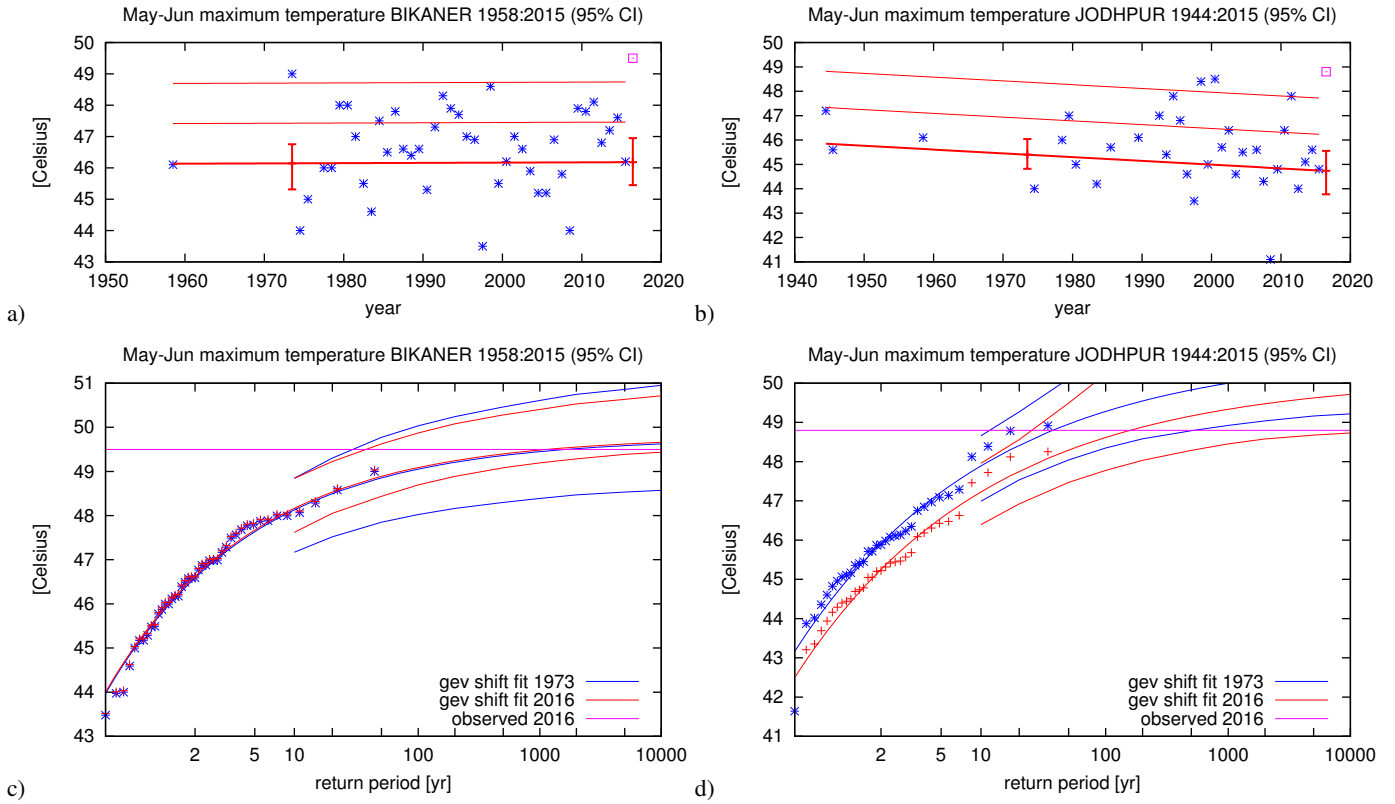 May-Jun maximum temperature BIKANER 1958:2015 (95% CI)
50
49
48
47
46
45
44
43
[Celsius]
1950 1960 1970 1980 1990 2000 2010 2020
year
a)
May-Jun maximum temperature JODHPUR 1944:2015 (95% CI)
50
49
48
47
46
45
44
43
42
41
[Celsius]
1940 1950 1960 1970 1980 1990 2000 2010 2020
year
b)
May-Jun maximum temperature BIKANER 1958:2015 (95% CI)
51
50
49
48
47
46
45
44
43
[Celsius]
gev shift fit 1973
gev shift fit 2016
observed 2016
2 5 10 100 1000 10000
return period [yr]
c)
May-Jun maximum temperature JODHPUR 1944:2015 (95% CI)
50
49
48
47
46
45
44
43
42
41
[Celsius]
gev shift fit 1973
gev shift fit 2016
observed 2016
2 5 10 100 1000 10000
return period [yr]
d)